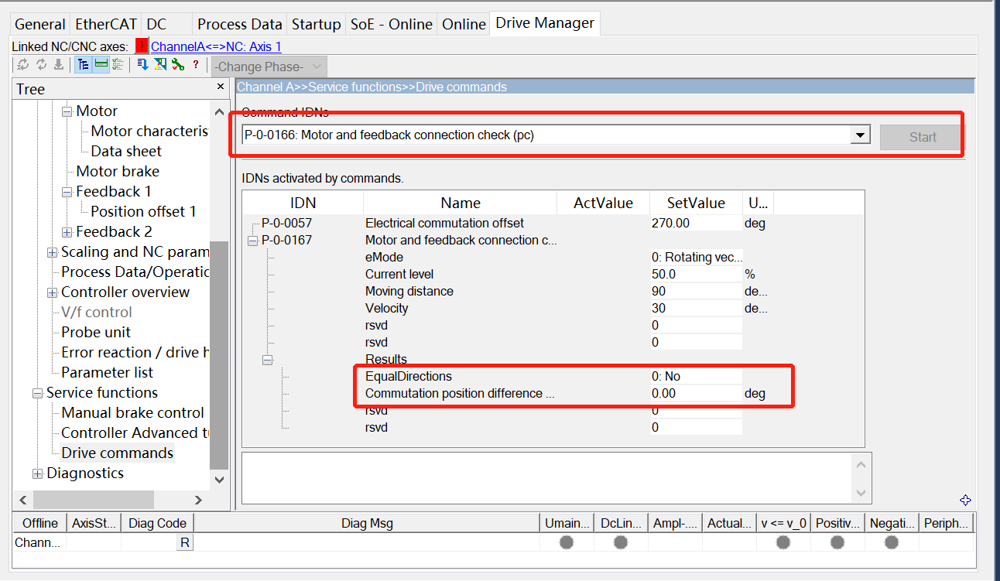 General EtherCAT DC Process Data Startup SoE - Online Online Drive Manager
Linked NC/CNC axes: ! ChannelA<=>NC: Axis 1
? -Change Phase-
Tree ×
Channel A>>Service functions>>Drive commands
Motor
Motor characteris
Data sheet
Motor brake
Feedback 1
Position offset 1
Feedback 2
Scaling and NC param
Process Data/Operatio
Controller overview
V/f control
Probe unit
Error reaction / drive h
Parameter list
Service functions
Manual brake control
Controller Advanced t
Drive commands
Diagnostics
Command IDNs
P-0-0166: Motor and feedback connection check (pc) Start
IDNs activated by commands.
IDN Name ActValue SetValue U...
P-0-0057 Electrical commutation offset 270.00 deg
P-0-0167 Motor and feedback connection c...
eMode 0: Rotating vec...
Current level 50.0 %
Moving distance 90 de...
Velocity 30 de...
rsvd 0
rsvd 0
Results
EqualDirections 0: No
Commutation position difference ... 0.00 deg
rsvd 0
rsvd 0
Offline AxisSt... Diag Code Diag Msg Umain... DcLin... Ampl-.... Actual... v <= v_0 Positiv... Negati... Periph...
Chann... R